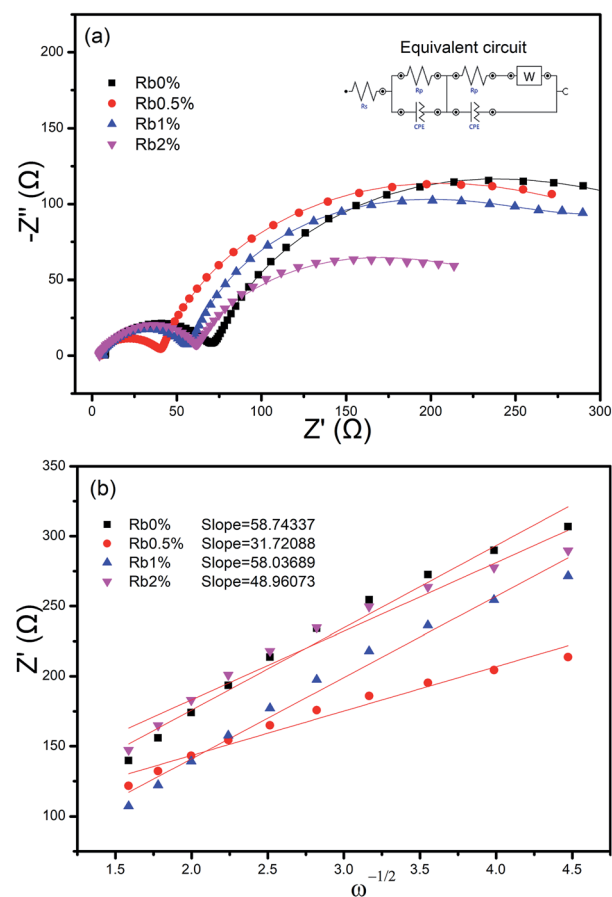 (a)
Equivalent circuit
Rs
Rp
CPE
Rp
CPE
W
Rb0%
Rb0.5%
Rb1%
Rb2%
-Z'' (Ω)
200
150
100
50
0
0 50 100 150 200 250 300
Z' (Ω)
(b)
Rb0% Slope=58.74337
Rb0.5% Slope=31.72088
Rb1% Slope=58.03689
Rb2% Slope=48.96073
Z' (Ω)
350
300
250
200
150
100
1.5 2.0 2.5 3.0 3.5 4.0 4.5
ω−1/2